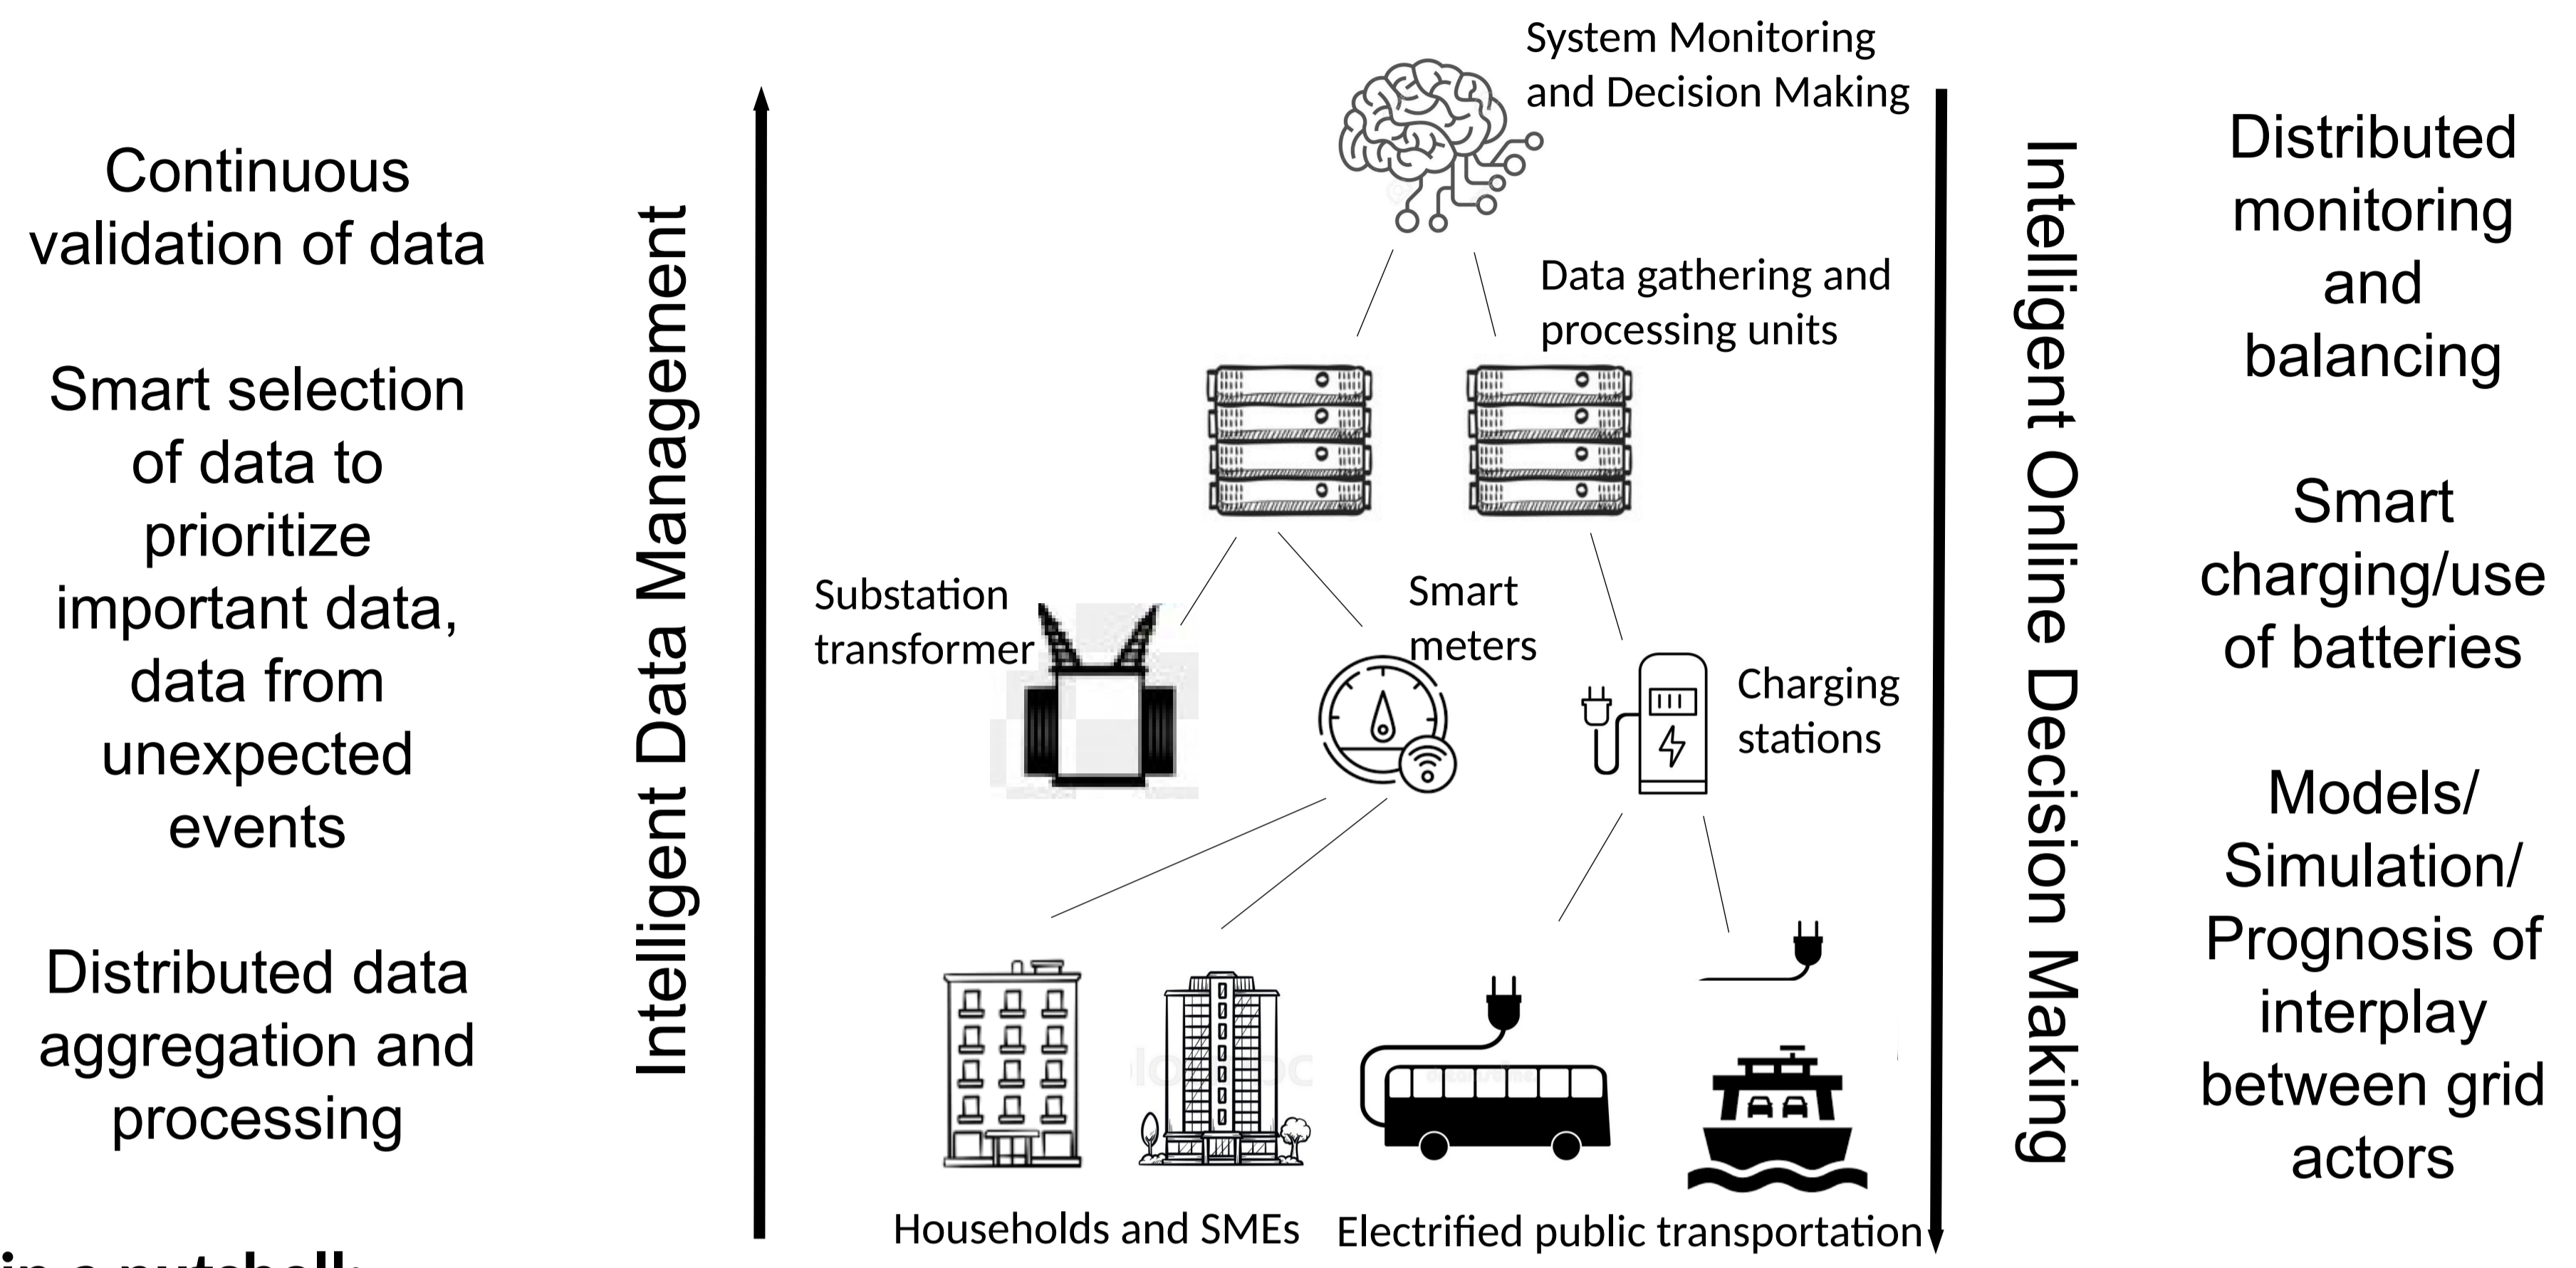 Continuous
validation of data
Smart selection
of data to
prioritize
important data,
data from
unexpected
events
Distributed data
aggregation and
processing
Intelligent Data Management
System Monitoring
and Decision Making
Data gathering and
processing units
Substation
transformer
Smart
meters
Charging
stations
Households and SMEs
Electrified public transportation
Intelligent Online Decision Making
Distributed
monitoring
and
balancing
Smart
charging/use
of batteries
Models/
Simulation/
Prognosis of
interplay
between grid
actors
in a nutshell: